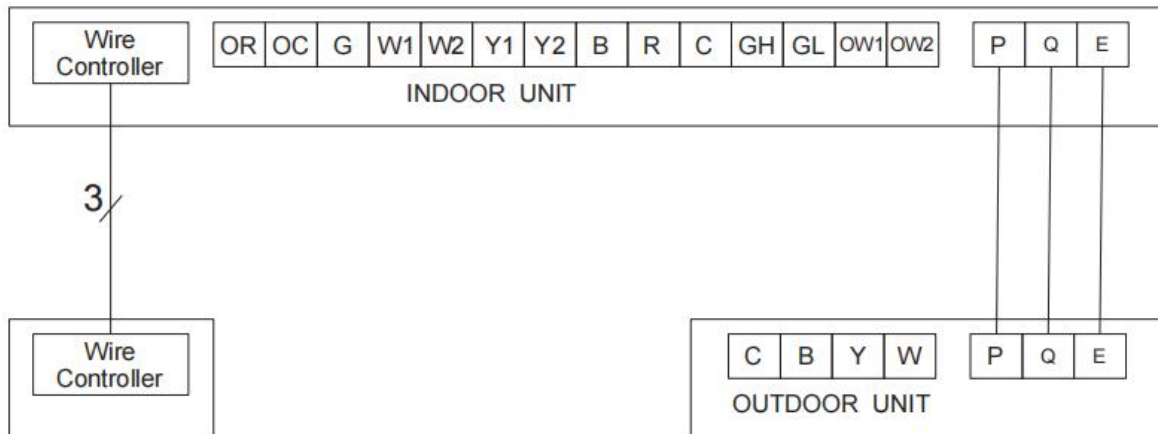 Wire
Controller
OR OC G W1 W2 Y1 Y2 B R C GH GL OW1 OW2 P Q E
INDOOR UNIT
3
Wire
Controller
C B Y W P Q E
OUTDOOR UNIT